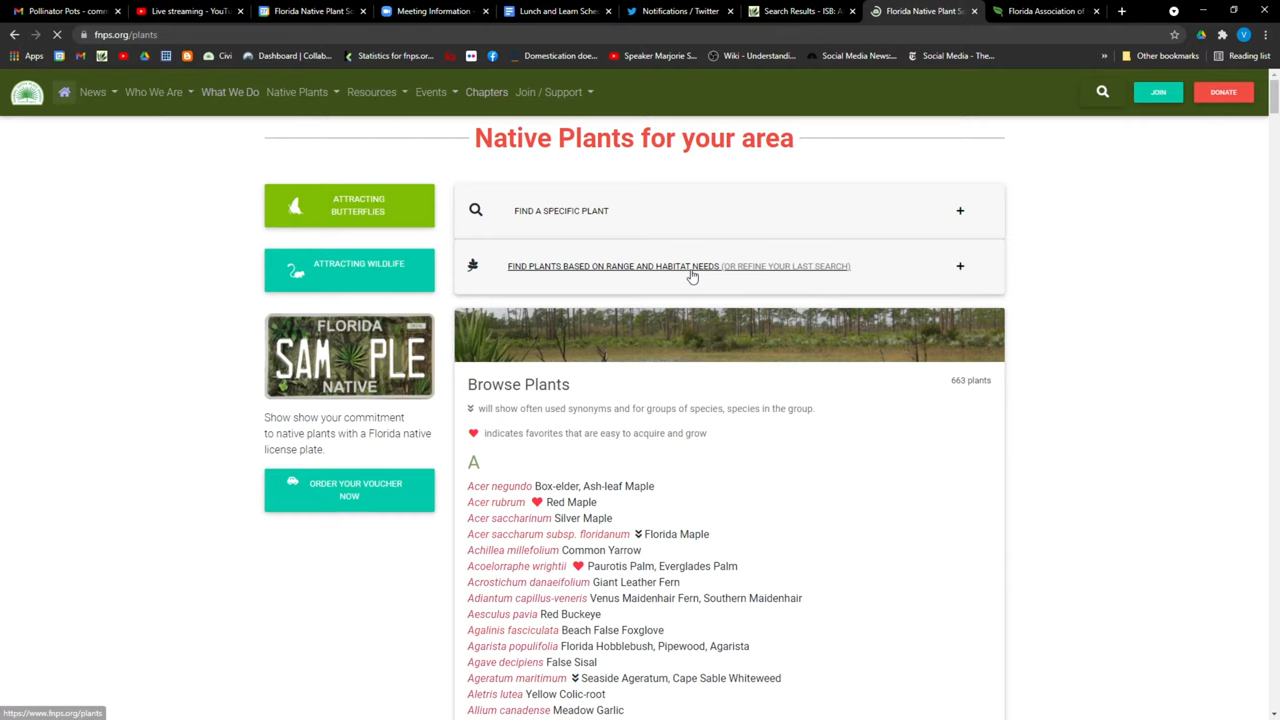 Pollinator Pots - comm
Live streaming - YouTu
Florida Native Plant So
Meeting Information -
Lunch and Learn Sched
Notifications / Twitter
Search Results - ISB: A
Florida Native Plant So
Florida Association of
fnps.org/plants
Apps
Civi
Dashboard | Collab...
Statistics for fnps.org...
Domestication doe...
Speaker Marjorie S...
Wiki - Understandin...
Social Media News:...
Social Media - The...
Other bookmarks
Reading list
News Who We Are What We Do Native Plants Resources Events Chapters Join / Support JOIN DONATE
Native Plants for your area
ATTRACTING
BUTTERFLIES
ATTRACTING WILDLIFE
FLORIDA
SAM PLE
NATIVE
Show show your commitment
to native plants with a Florida native
license plate.
ORDER YOUR VOUCHER
NOW
FIND A SPECIFIC PLANT +
FIND PLANTS BASED ON RANGE AND HABITAT NEEDS (OR REFINE YOUR LAST SEARCH) +
Browse Plants 663 plants
will show often used synonyms and for groups of species, species in the group.
indicates favorites that are easy to acquire and grow
A
Acer negundo Box-elder, Ash-leaf Maple
Acer rubrum Red Maple
Acer saccharinum Silver Maple
Acer saccharum subsp. floridanum Florida Maple
Achillea millefolium Common Yarrow
Acoelorraphe wrightii Paurotis Palm, Everglades Palm
Acrostichum danaeifolium Giant Leather Fern
Adiantum capillus-veneris Venus Maidenhair Fern, Southern Maidenhair
Aesculus pavia Red Buckeye
Agalinis fasciculata Beach False Foxglove
Agarista populifolia Florida Hobblebush, Pipewood, Agarista
Agave decipiens False Sisal
Ageratum maritimum Seaside Ageratum, Cape Sable Whiteweed
Aletris lutea Yellow Colic-root
Allium canadense Meadow Garlic
https://www.fnps.org/plants